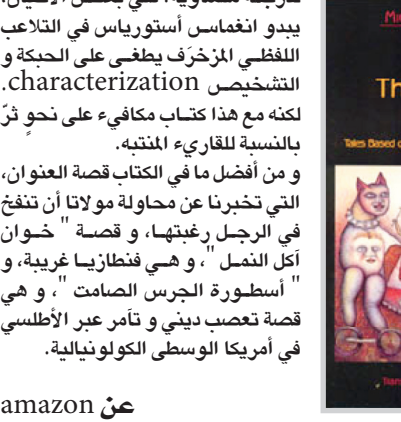 يبدو انغماس أستورياس في التلاعب
اللفظي المزخرَف يطغى على الحبكة و
التشخيص characterization.
لكنه مع هذا كتاب مكافيء على نحوٍ ثرّ
بالنسبة للقاريء المنتبه.
و من أفضل ما في الكتاب قصة العنوان،
التي تخبرنا عن محاولة مولاتا أن تنفخ
في الرجل رغبتها، و قصة " خوان
آكل النمل "، و هي فنطازيا غريبة، و
" أسطورة الجرس الصامت "، و هي
قصة تعصب ديني و تآمر عبر الأطلسي
في أمريكا الوسطى الكولونيالية.
عن amazon
Th
Tales Based o